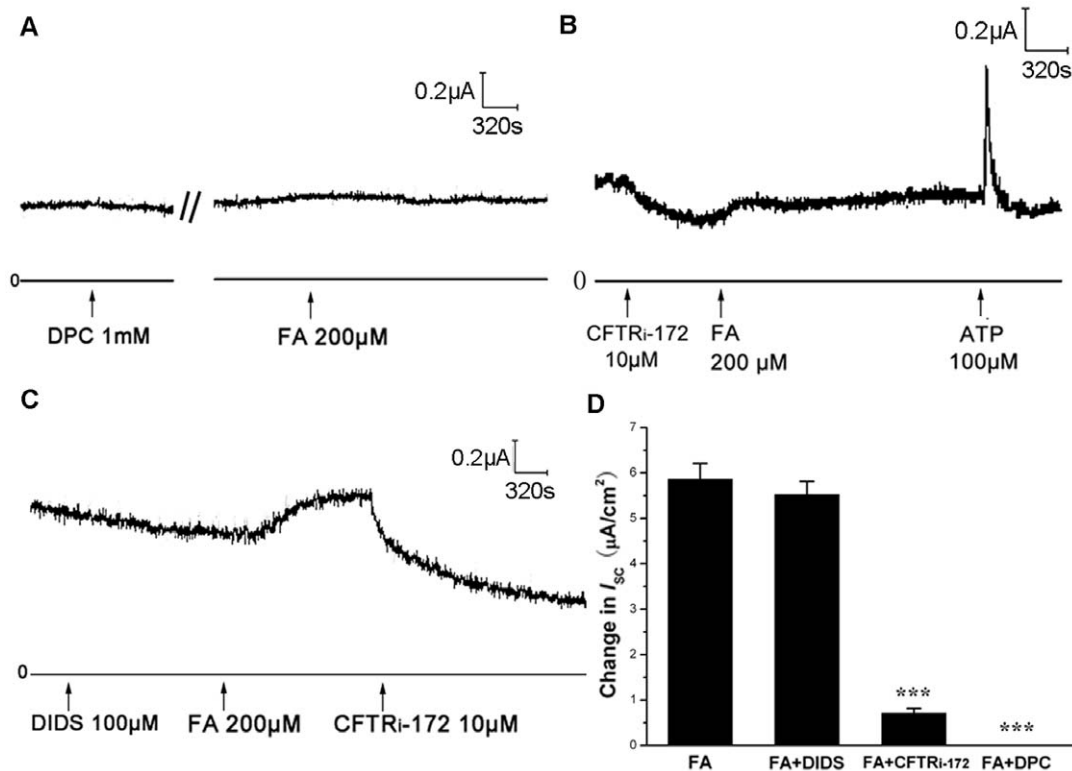 A
0.2µA
320s
0
DPC 1mM
FA 200µM
B
0.2µA
320s
0
CFTRi-172
10µM
FA
200 µM
ATP
100µM
C
0.2µA
320s
0
DIDS 100µM
FA 200µM
CFTRi-172 10µM
D
Change in Isc (µA/cm²)
7
6
5
4
3
2
1
0
***
***
FA
FA+DIDS
FA+CFTRi-172
FA+DPC